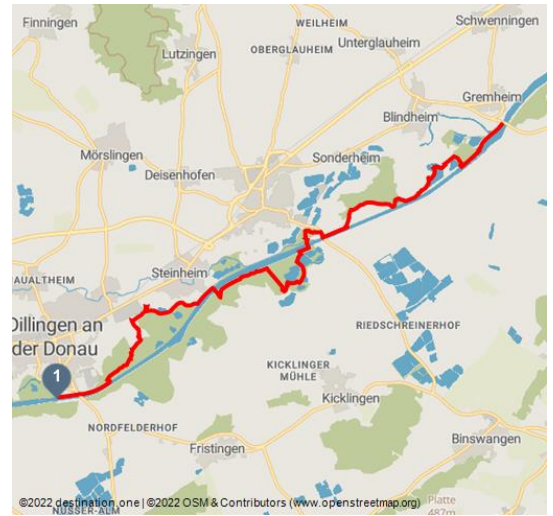 Finningen
Lutzingen
WEILHEIM
OBERGLAUHEIM
Unterglauheim
Schwenningen
Gremheim
Blindheim
Mörslingen
Deisenhofen
Sonderheim
Steinheim
AUALTHEIM
Dillingen an
der Donau
1
RIEDSCHREINERHOF
KICKLINGER
MÜHLE
Kicklingen
NORDFELDERHOF
Fristingen
Binswangen
NUSSER-ALM
Platte
487m
©2022 destination one | ©2022 OSM & Contributors (www.openstreetmap.org)